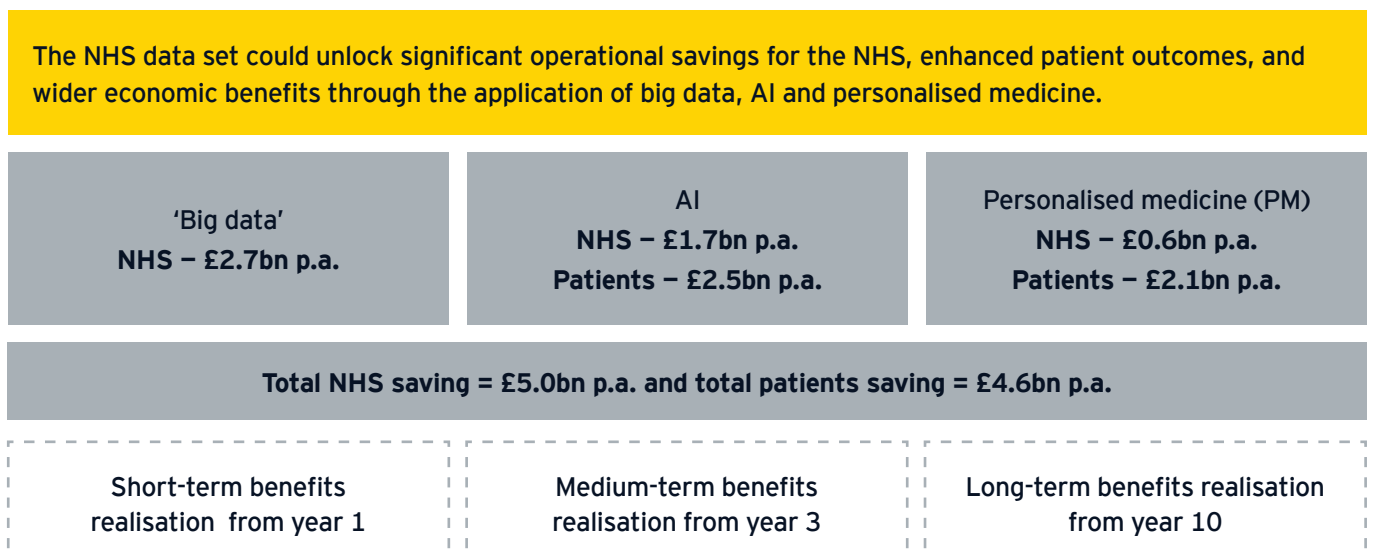 The NHS data set could unlock significant operational savings for the NHS, enhanced patient outcomes, and
wider economic benefits through the application of big data, AI and personalised medicine.
‘Big data’
NHS – £2.7bn p.a.
AI
NHS – £1.7bn p.a.
Patients – £2.5bn p.a.
Personalised medicine (PM)
NHS – £0.6bn p.a.
Patients – £2.1bn p.a.
Total NHS saving = £5.0bn p.a. and total patients saving = £4.6bn p.a.
Short-term benefits
realisation from year 1
Medium-term benefits
realisation from year 3
Long-term benefits realisation
from year 10